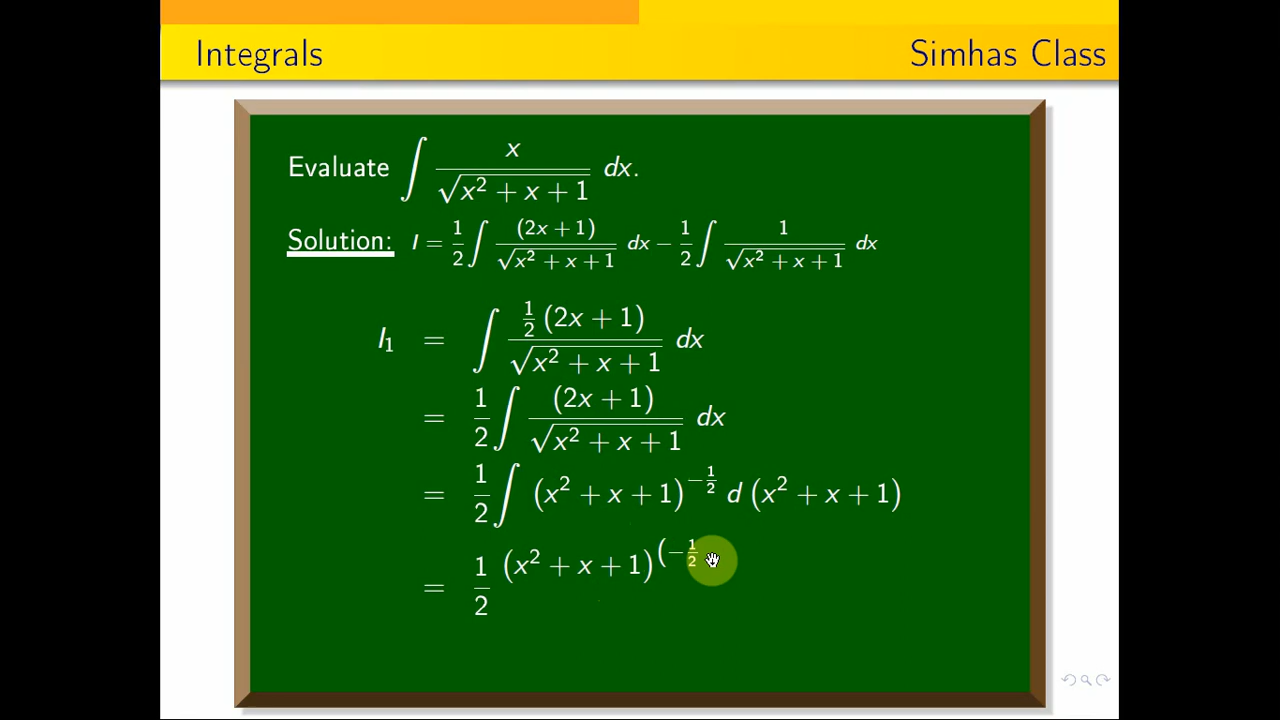 Integrals Simhas Class
Evaluate ∫ x / √(x² + x + 1) dx.
Solution: I = 1/2 ∫ (2x + 1) / √(x² + x + 1) dx − 1/2 ∫ 1 / √(x² + x + 1) dx
I₁ = ∫ 1/2 (2x + 1) / √(x² + x + 1) dx
= 1/2 ∫ (2x + 1) / √(x² + x + 1) dx
= 1/2 ∫ (x² + x + 1)^(−1/2) d (x² + x + 1)
= 1/2 (x² + x + 1)^(−1/2